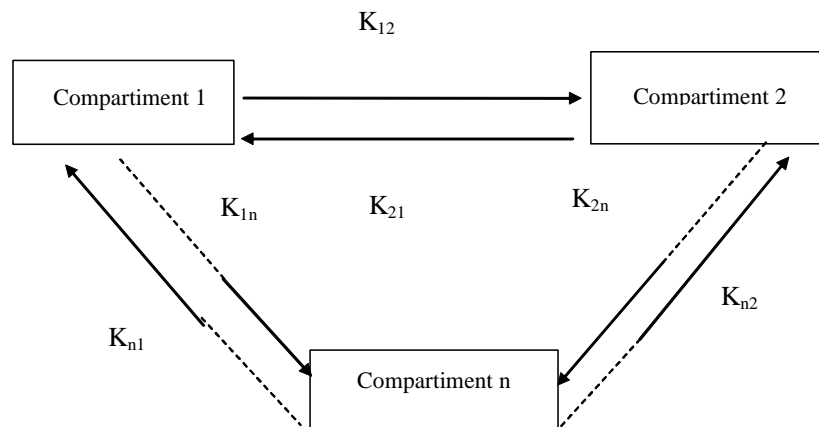 K₁₂
Compartiment 1
Compartiment 2
K₁ₙ
K₂₁
K₂ₙ
Kₙ₂
Kₙ₁
Compartiment n